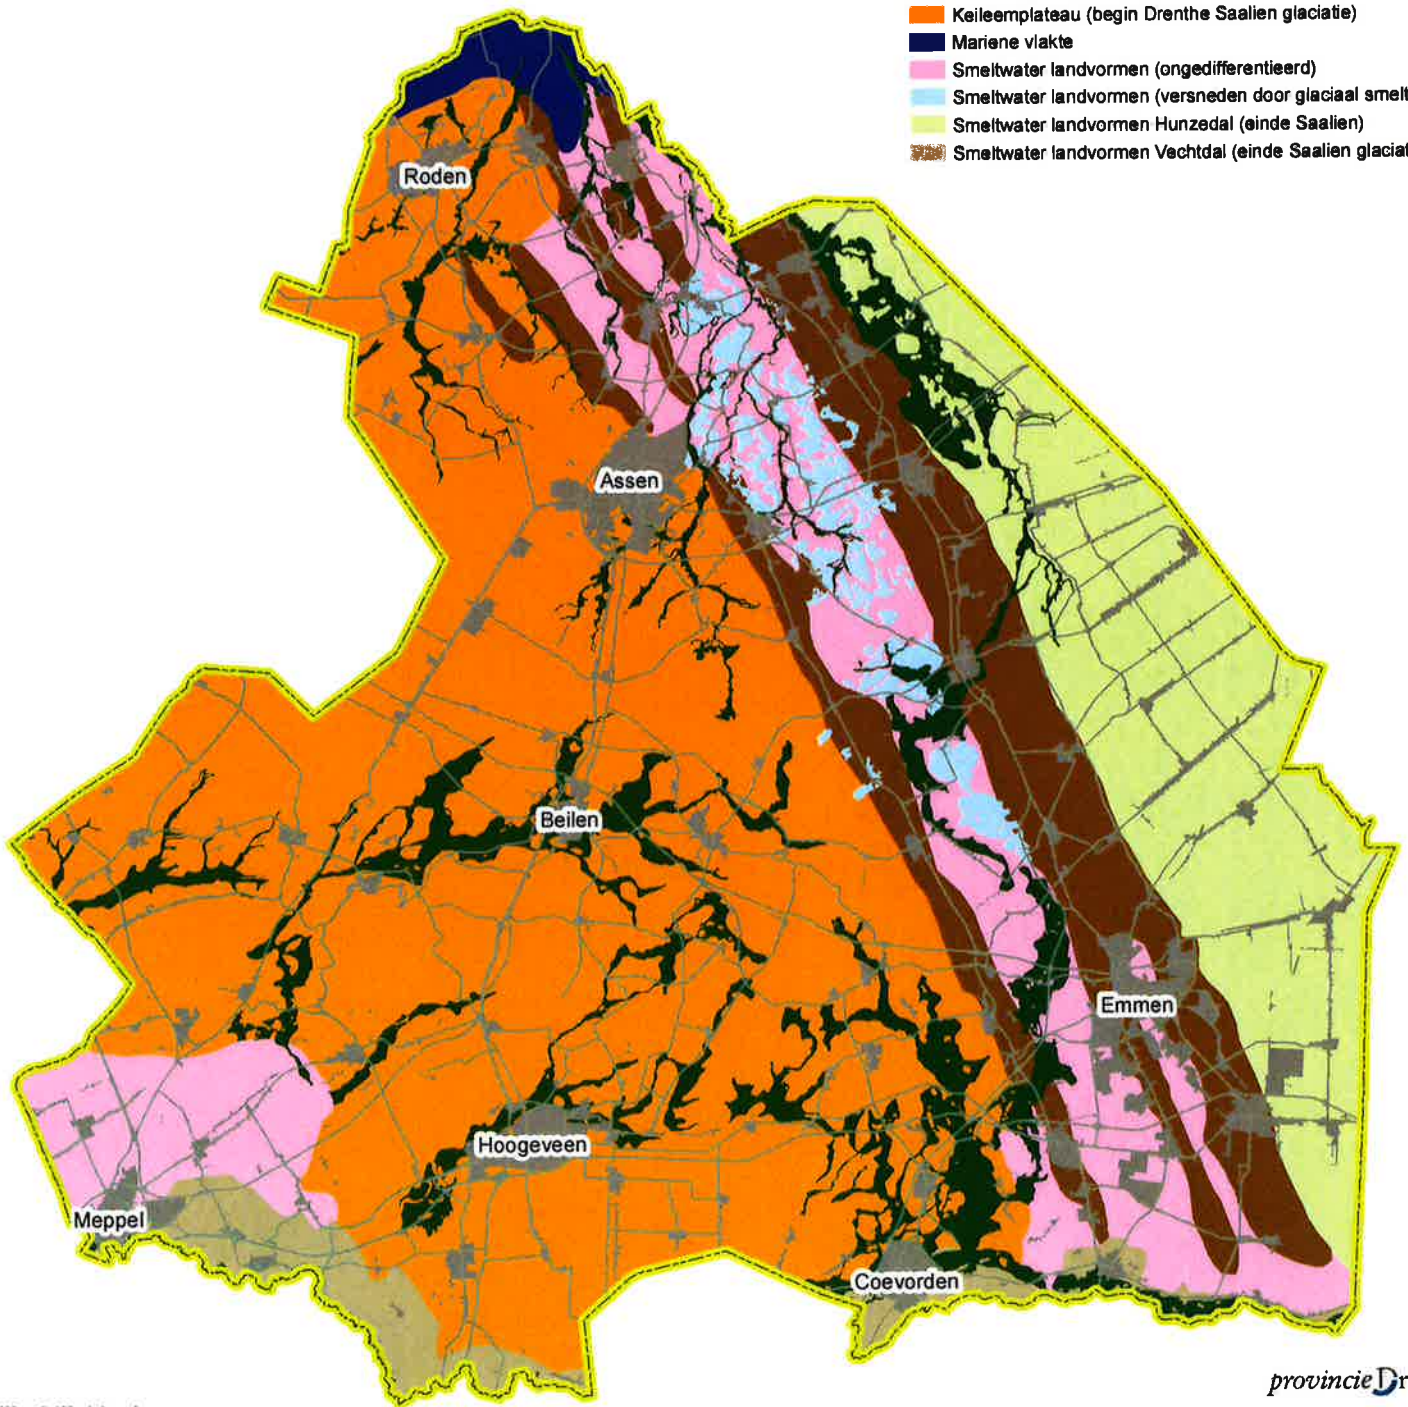 Keileemplateau (begin Drenthe Saalien glaciatie)
Mariene vlakte
Smeltwater landvormen (ongedifferentieerd)
Smeltwater landvormen (versneden door glaciaal smelt
Smeltwater landvormen Hunzedal (einde Saalien)
Smeltwater landvormen Vechtdal (einde Saalien glaciat
Roden
Assen
Beilen
Emmen
Hoogeveen
Meppel
Coevorden
provincie Dr